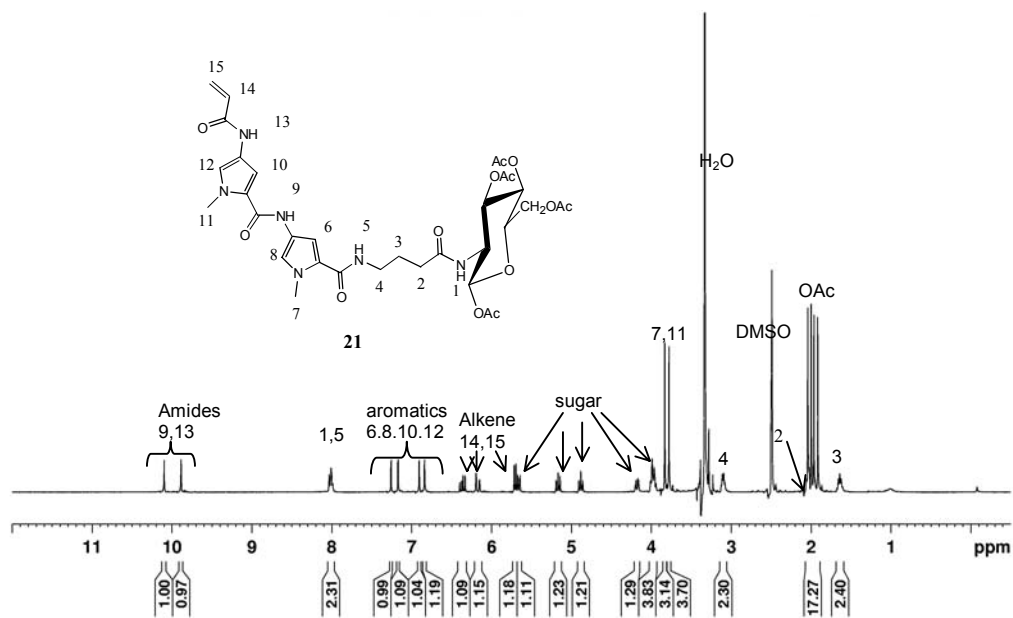 15
14
O
NH
13
12
10
N
11
O
9
NH
6
5
H
N
8
3
N
7
O
4
2
O
N
H
1
O
AcO
OAc
CH2OAc
OAc
21
H2O
7,11
DMSO
OAc
Amides
9,13
1,5
aromatics
6.8.10.12
Alkene
14,15
sugar
4
2
3
11 10 9 8 7 6 5 4 3 2 1 ppm
1.00 0.97 2.31 0.99 1.09 1.04 1.19 1.09 1.15 1.18 1.11 1.23 1.21 1.29 3.83 3.14 3.70 2.30 17.27 2.40